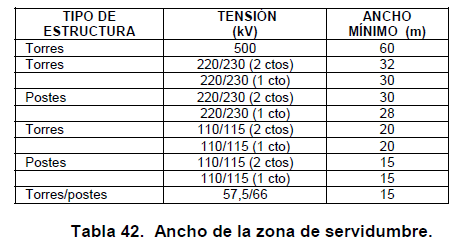 TIPO DE ESTRUCTURA TENSIÓN (kV) ANCHO MÍNIMO (m)
Torres 500 60
Torres 220/230 (2 ctos) 32
220/230 (1 cto) 30
Postes 220/230 (2 ctos) 30
220/230 (1 cto) 28
Torres 110/115 (2 ctos) 20
110/115 (1 cto) 20
Postes 110/115 (2 ctos) 15
110/115 (1 cto) 15
Torres/postes 57,5/66 15
Tabla 42. Ancho de la zona de servidumbre.